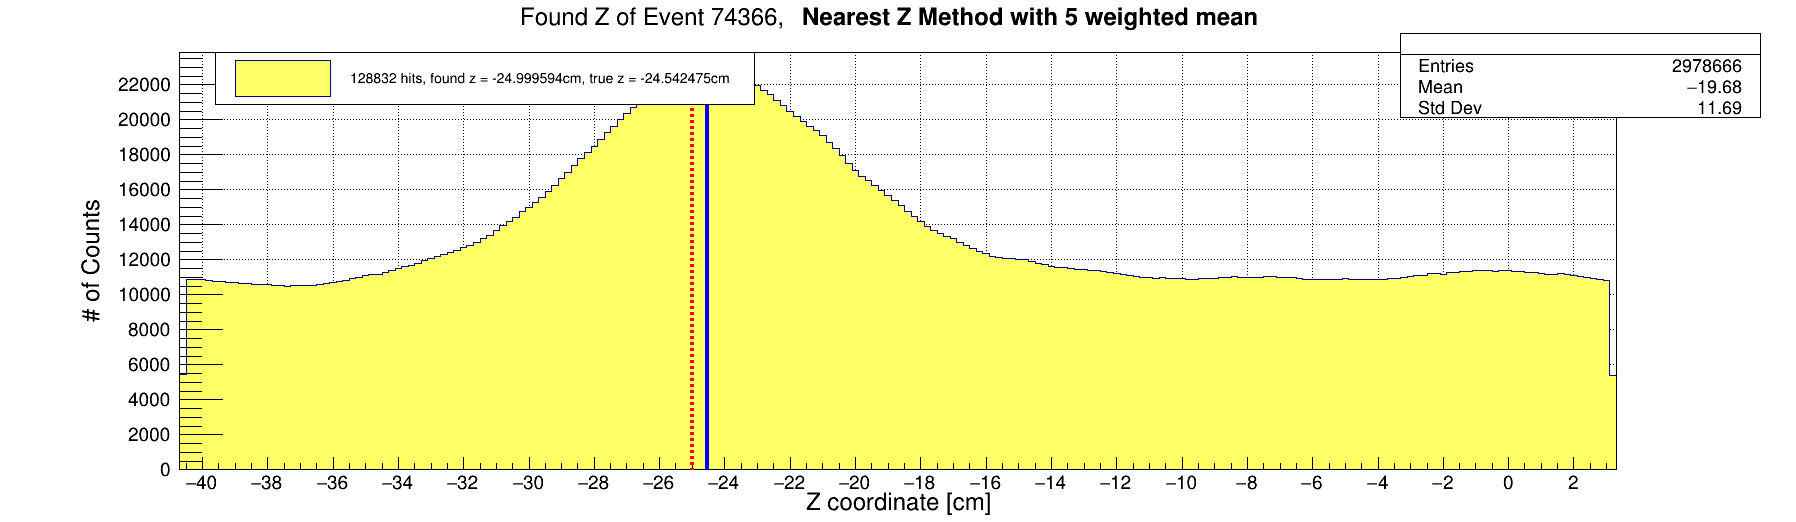 Found Z of Event 74366, Nearest Z Method with 5 weighted mean
128832 hits, found z = -24.999594cm, true z = -24.542475cm
Entries 2978666
Mean −19.68
Std Dev 11.69
# of Counts
22000
20000
18000
16000
14000
12000
10000
8000
6000
4000
2000
0
−40 −38 −36 −34 −32 −30 −28 −26 −24 −22 −20 −18 −16 −14 −12 −10 −8 −6 −4 −2 0 2
Z coordinate [cm]